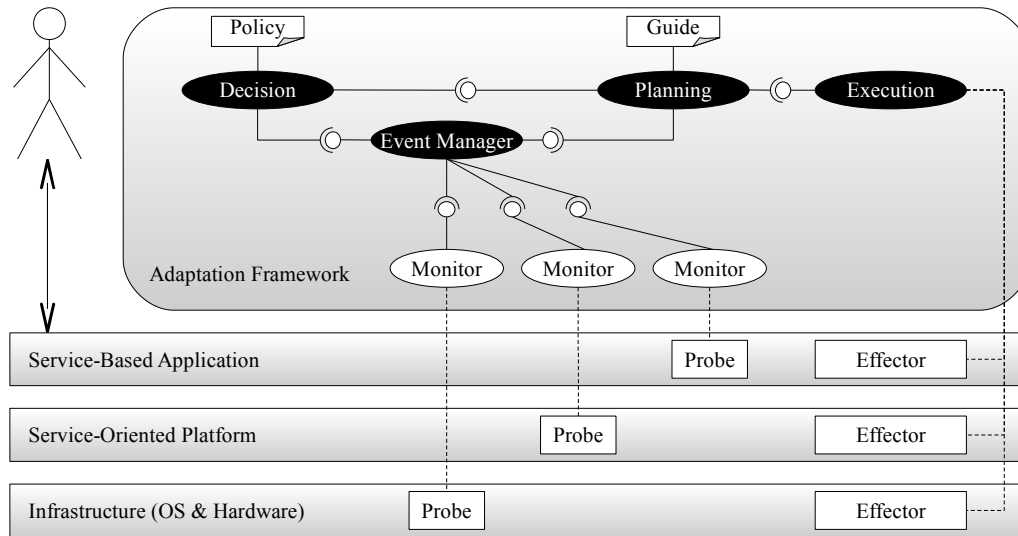 Policy
Guide
Decision
Planning
Execution
Event Manager
Monitor
Monitor
Monitor
Adaptation Framework
Service-Based Application
Probe
Effector
Service-Oriented Platform
Probe
Effector
Infrastructure (OS & Hardware)
Probe
Effector